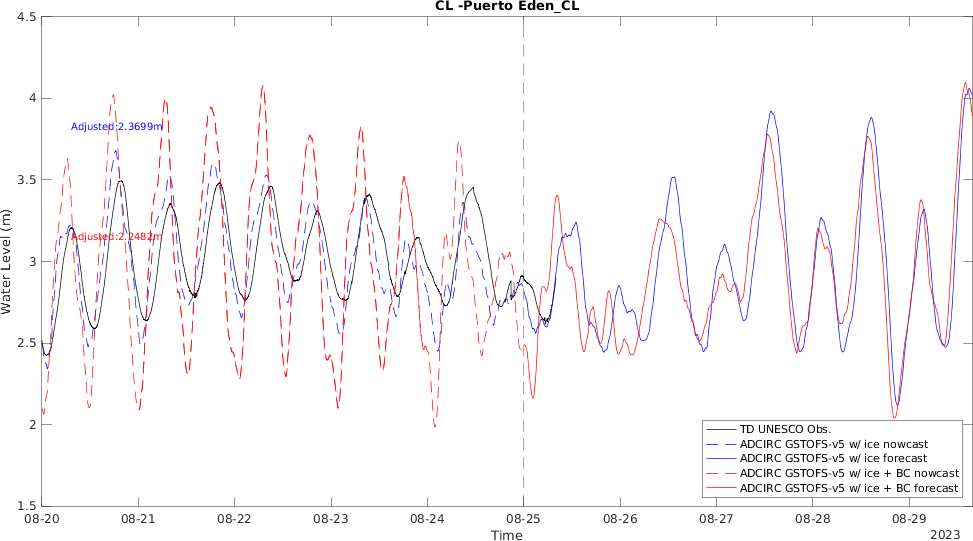 CL -Puerto Eden_CL
4.5
4
3.5
3
2.5
2
1.5
Water Level (m)
Adjusted:2.3699m
Adjusted:2.2482m
TD UNESCO Obs.
ADCIRC GSTOFS-v5 w/ ice nowcast
ADCIRC GSTOFS-v5 w/ ice forecast
ADCIRC GSTOFS-v5 w/ ice + BC nowcast
ADCIRC GSTOFS-v5 w/ ice + BC forecast
08-20 08-21 08-22 08-23 08-24 08-25 08-26 08-27 08-28 08-29
Time
2023